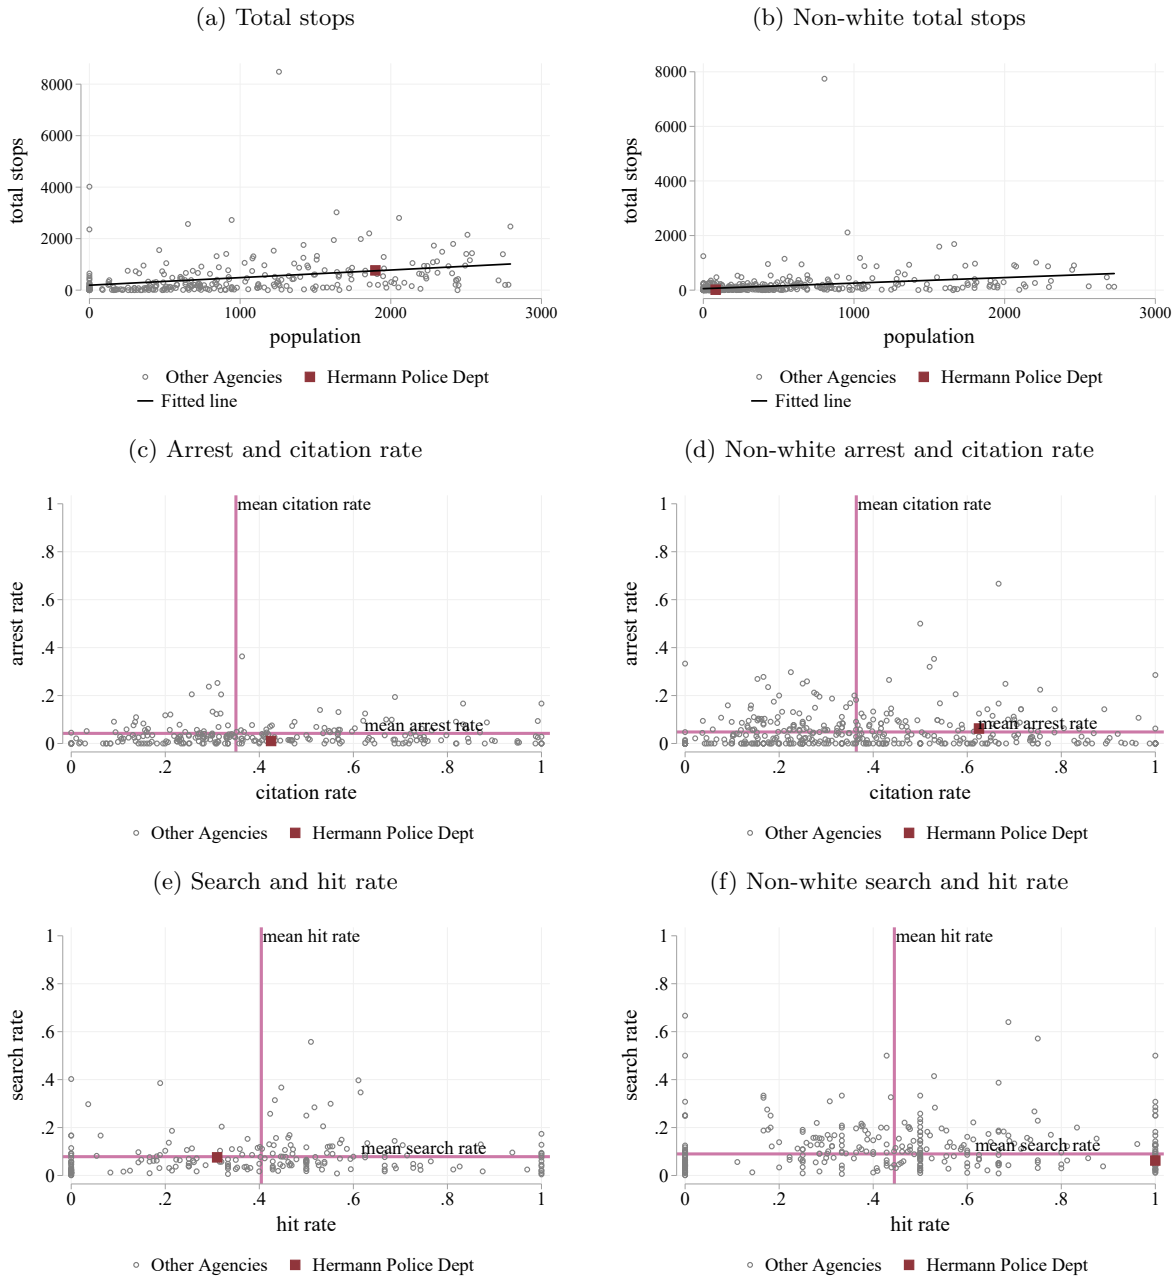 (a) Total stops
(b) Non-white total stops
total stops
8000
6000
4000
2000
0
0
1000
2000
3000
population
Other Agencies
Hermann Police Dept
Fitted line
total stops
8000
6000
4000
2000
0
0
1000
2000
3000
population
Other Agencies
Hermann Police Dept
Fitted line
(c) Arrest and citation rate
(d) Non-white arrest and citation rate
arrest rate
1
.8
.6
.4
.2
0
mean citation rate
mean arrest rate
0
.2
.4
.6
.8
1
citation rate
Other Agencies
Hermann Police Dept
arrest rate
1
.8
.6
.4
.2
0
mean citation rate
mean arrest rate
0
.2
.4
.6
.8
1
citation rate
Other Agencies
Hermann Police Dept
(e) Search and hit rate
(f) Non-white search and hit rate
search rate
1
.8
.6
.4
.2
0
mean hit rate
mean search rate
0
.2
.4
.6
.8
1
hit rate
Other Agencies
Hermann Police Dept
search rate
1
.8
.6
.4
.2
0
mean hit rate
mean search rate
0
.2
.4
.6
.8
1
hit rate
Other Agencies
Hermann Police Dept